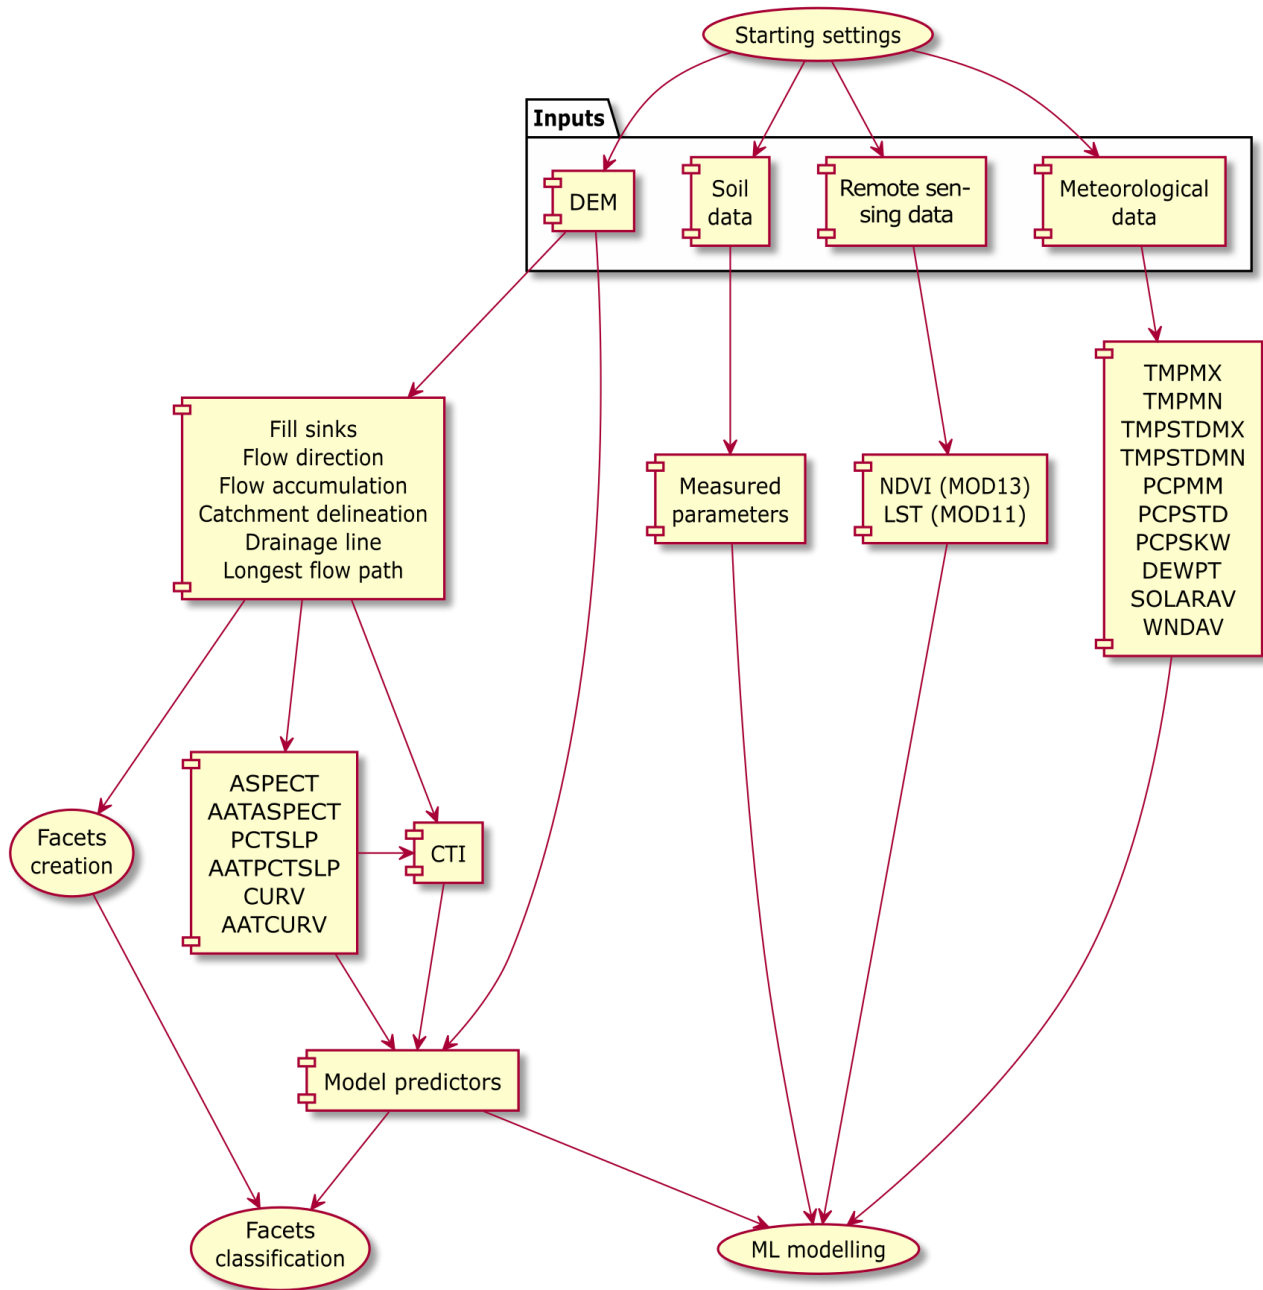 Starting settings
Inputs
DEM
Soil
data
Remote sen-
sing data
Meteorological
data
Fill sinks
Flow direction
Flow accumulation
Catchment delineation
Drainage line
Longest flow path
Measured
parameters
NDVI (MOD13)
LST (MOD11)
TMPMX
TMPMN
TMPSTDMX
TMPSTDMN
PCPMM
PCPSTD
PCPSKW
DEWPT
SOLARAV
WNDAV
Facets
creation
ASPECT
AATASPECT
PCTSLP
AATPCTSLP
CURV
AATCURV
CTI
Model predictors
Facets
classification
ML modelling